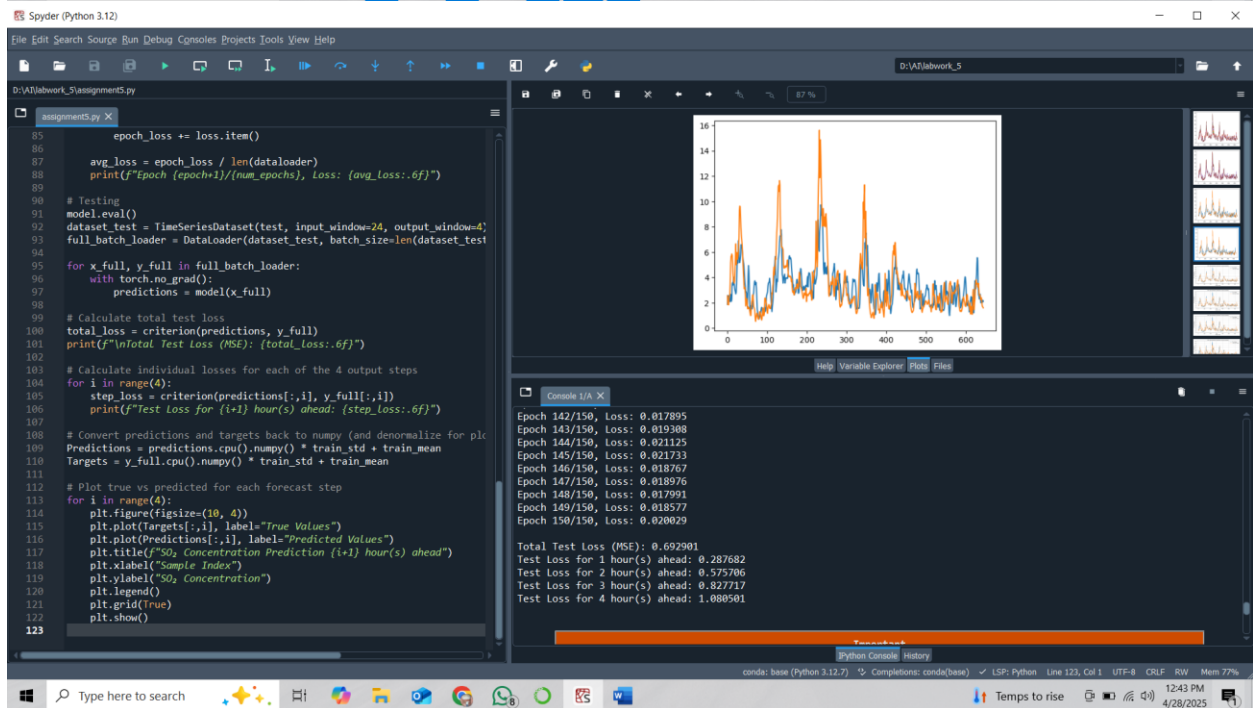 Spyder (Python 3.12)
File Edit Search Source Run Debug Consoles Projects Tools View Help
D:\AI\labwork_5
D:\AI\labwork_5\assignment5.py
assignment5.py
85 epoch_loss += loss.item()
86
87 avg_loss = epoch_loss / len(dataloader)
88 print(f"Epoch {epoch+1}/{num_epochs}, Loss: {avg_loss:.6f}")
89
90 # Testing
91 model.eval()
92 dataset_test = TimeSeriesDataset(test, input_window=24, output_window=4)
93 full_batch_loader = DataLoader(dataset_test, batch_size=len(dataset_test
94
95 for x_full, y_full in full_batch_loader:
96 with torch.no_grad():
97 predictions = model(x_full)
98
99 # Calculate total test loss
100 total_loss = criterion(predictions, y_full)
101 print(f"\nTotal Test Loss (MSE): {total_loss:.6f}")
102
103 # Calculate individual losses for each of the 4 output steps
104 for i in range(4):
105 step_loss = criterion(predictions[:,i], y_full[:,i])
106 print(f"Test Loss for {i+1} hour(s) ahead: {step_loss:.6f}")
107
108 # Convert predictions and targets back to numpy (and denormalize for plo
109 Predictions = predictions.cpu().numpy() * train_std + train_mean
110 Targets = y_full.cpu().numpy() * train_std + train_mean
111
112 # Plot true vs predicted for each forecast step
113 for i in range(4):
114 plt.figure(figsize=(10, 4))
115 plt.plot(Targets[:,i], label="True Values")
116 plt.plot(Predictions[:,i], label="Predicted Values")
117 plt.title(f"SO₂ Concentration Prediction {i+1} hour(s) ahead")
118 plt.xlabel("Sample Index")
119 plt.ylabel("SO₂ Concentration")
120 plt.legend()
121 plt.grid(True)
122 plt.show()
123
87 %
16
14
12
10
8
6
4
2
0
0 100 200 300 400 500 600
Help Variable Explorer Plots Files
Console 1/A
Epoch 142/150, Loss: 0.017895
Epoch 143/150, Loss: 0.019308
Epoch 144/150, Loss: 0.021125
Epoch 145/150, Loss: 0.021733
Epoch 146/150, Loss: 0.018767
Epoch 147/150, Loss: 0.018976
Epoch 148/150, Loss: 0.017991
Epoch 149/150, Loss: 0.018577
Epoch 150/150, Loss: 0.020029
Total Test Loss (MSE): 0.692901
Test Loss for 1 hour(s) ahead: 0.287682
Test Loss for 2 hour(s) ahead: 0.575706
Test Loss for 3 hour(s) ahead: 0.827717
Test Loss for 4 hour(s) ahead: 1.080501
Important
IPython Console History
conda: base (Python 3.12.7) Completions: conda(base) LSP: Python Line 123, Col 1 UTF-8 CRLF RW Mem 77%
Type here to search
8
Temps to rise
12:43 PM
4/28/2025
1